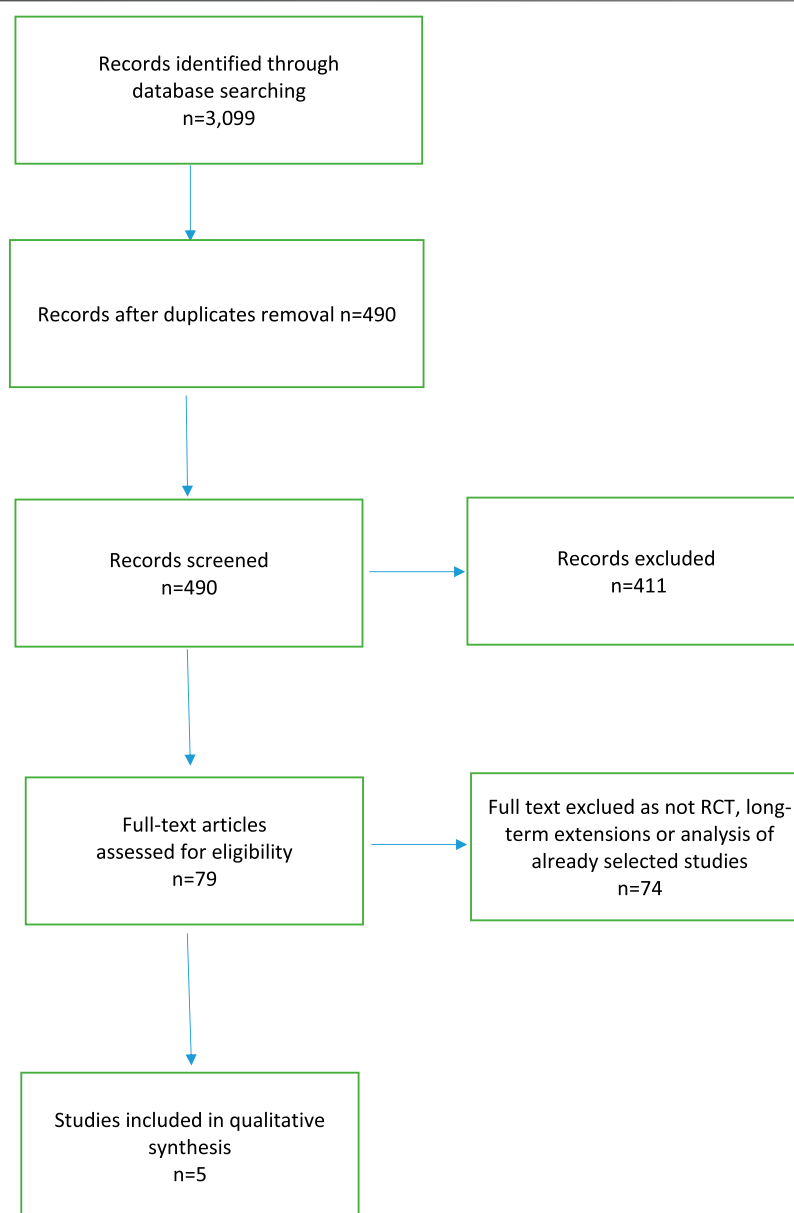 Records identified through
database searching
n=3,099
Records after duplicates removal n=490
Records screened
n=490
Records excluded
n=411
Full-text articles
assessed for eligibility
n=79
Full text exclued as not RCT, long-
term extensions or analysis of
already selected studies
n=74
Studies included in qualitative
synthesis
n=5